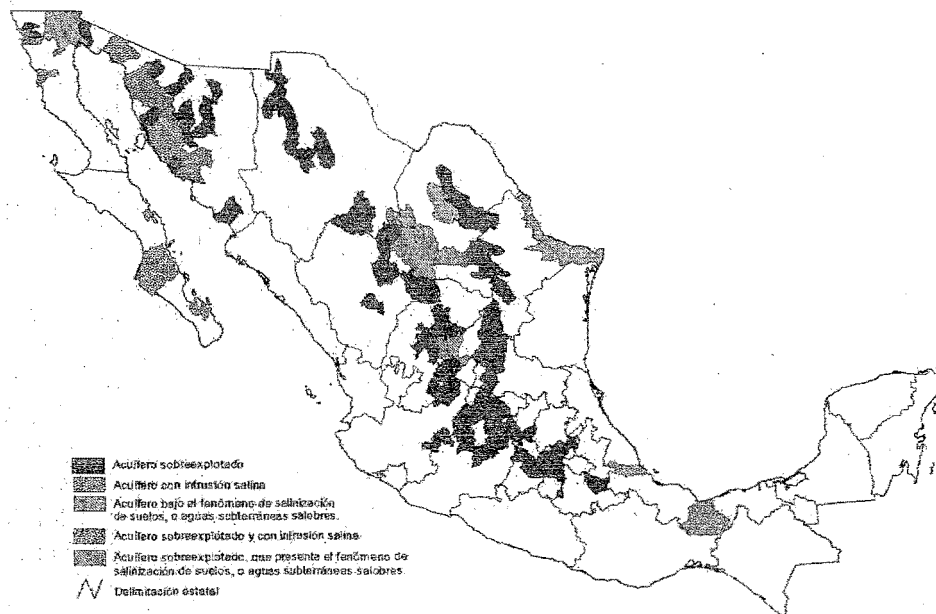 Acuífero sobreexplotado
Acuífero con intrusión salina
Acuífero bajo el fenómeno de salinización
de suelos, o aguas subterráneas salobres.
Acuífero sobreexplotado y con intrusión salina
Acuífero sobreexplotado, que presenta el fenómeno de
salinización de suelos, o aguas subterráneas salobres.
Delimitación estatal